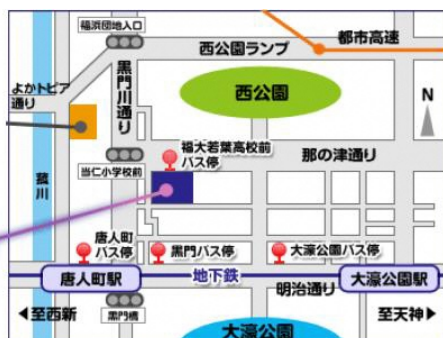 福浜団地入口
都市高速
西公園ランプ
よかトピア
通り
黒門川通り
西公園
N
福大若葉高校前
バス停
那の津通り
当仁小学校前
菰川
唐人町
バス停
黒門バス停
大濠公園バス停
唐人町駅
地下鉄
明治通り
大濠公園駅
◀至西新
黒門橋
至天神▶
大濠公園